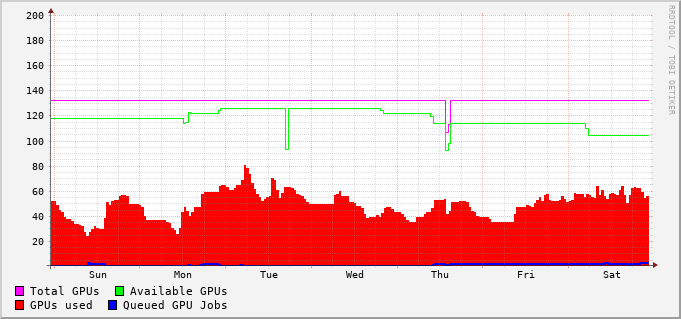 200
180
160
140
120
100
80
60
40
20
Sun Mon Tue Wed Thu Fri Sat
Total GPUs Available GPUs
GPUs used Queued GPU Jobs
RRDTOOL / TOBI OETIKER